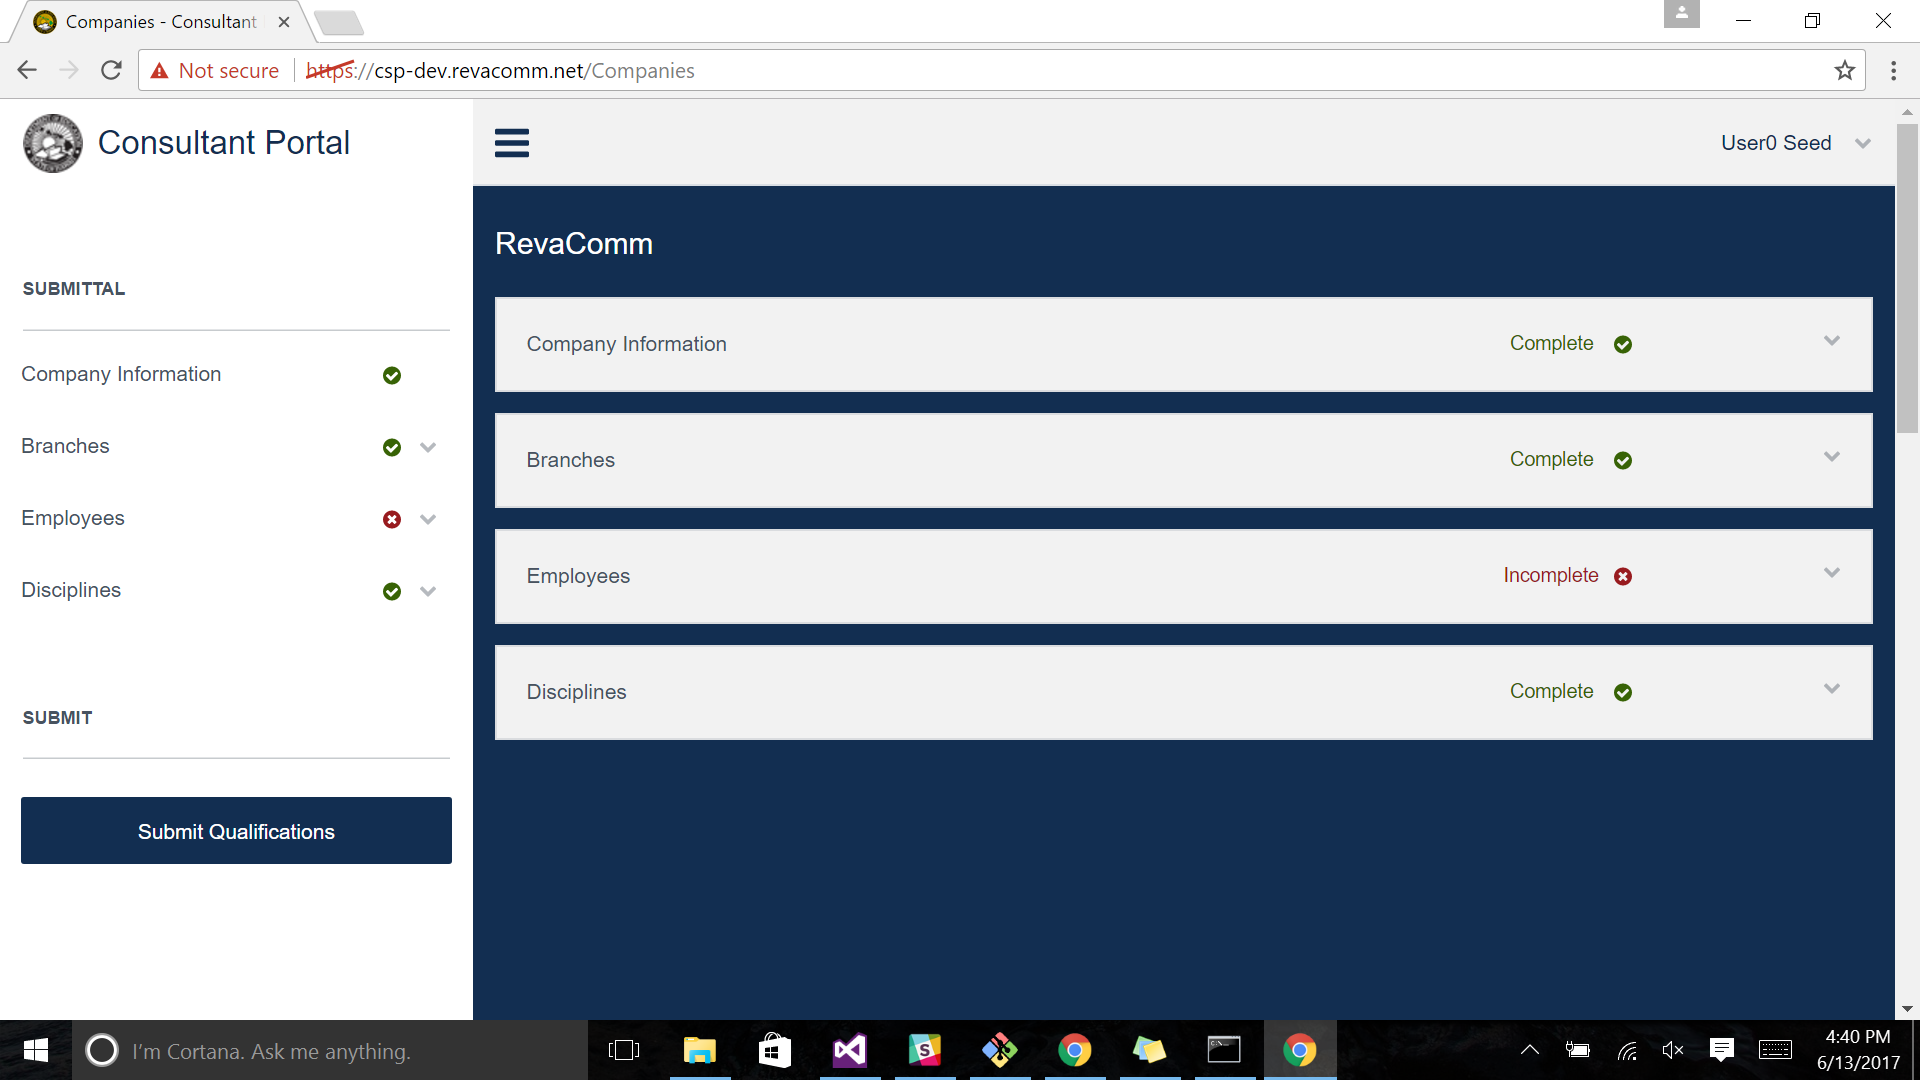 Companies - Consultant
Not secure https://csp-dev.revacomm.net/Companies
Consultant Portal
User0 Seed
SUBMITTAL
Company Information
Branches
Employees
Disciplines
SUBMIT
Submit Qualifications
RevaComm
Company Information Complete
Branches Complete
Employees Incomplete
Disciplines Complete
I'm Cortana. Ask me anything.
4:40 PM
6/13/2017